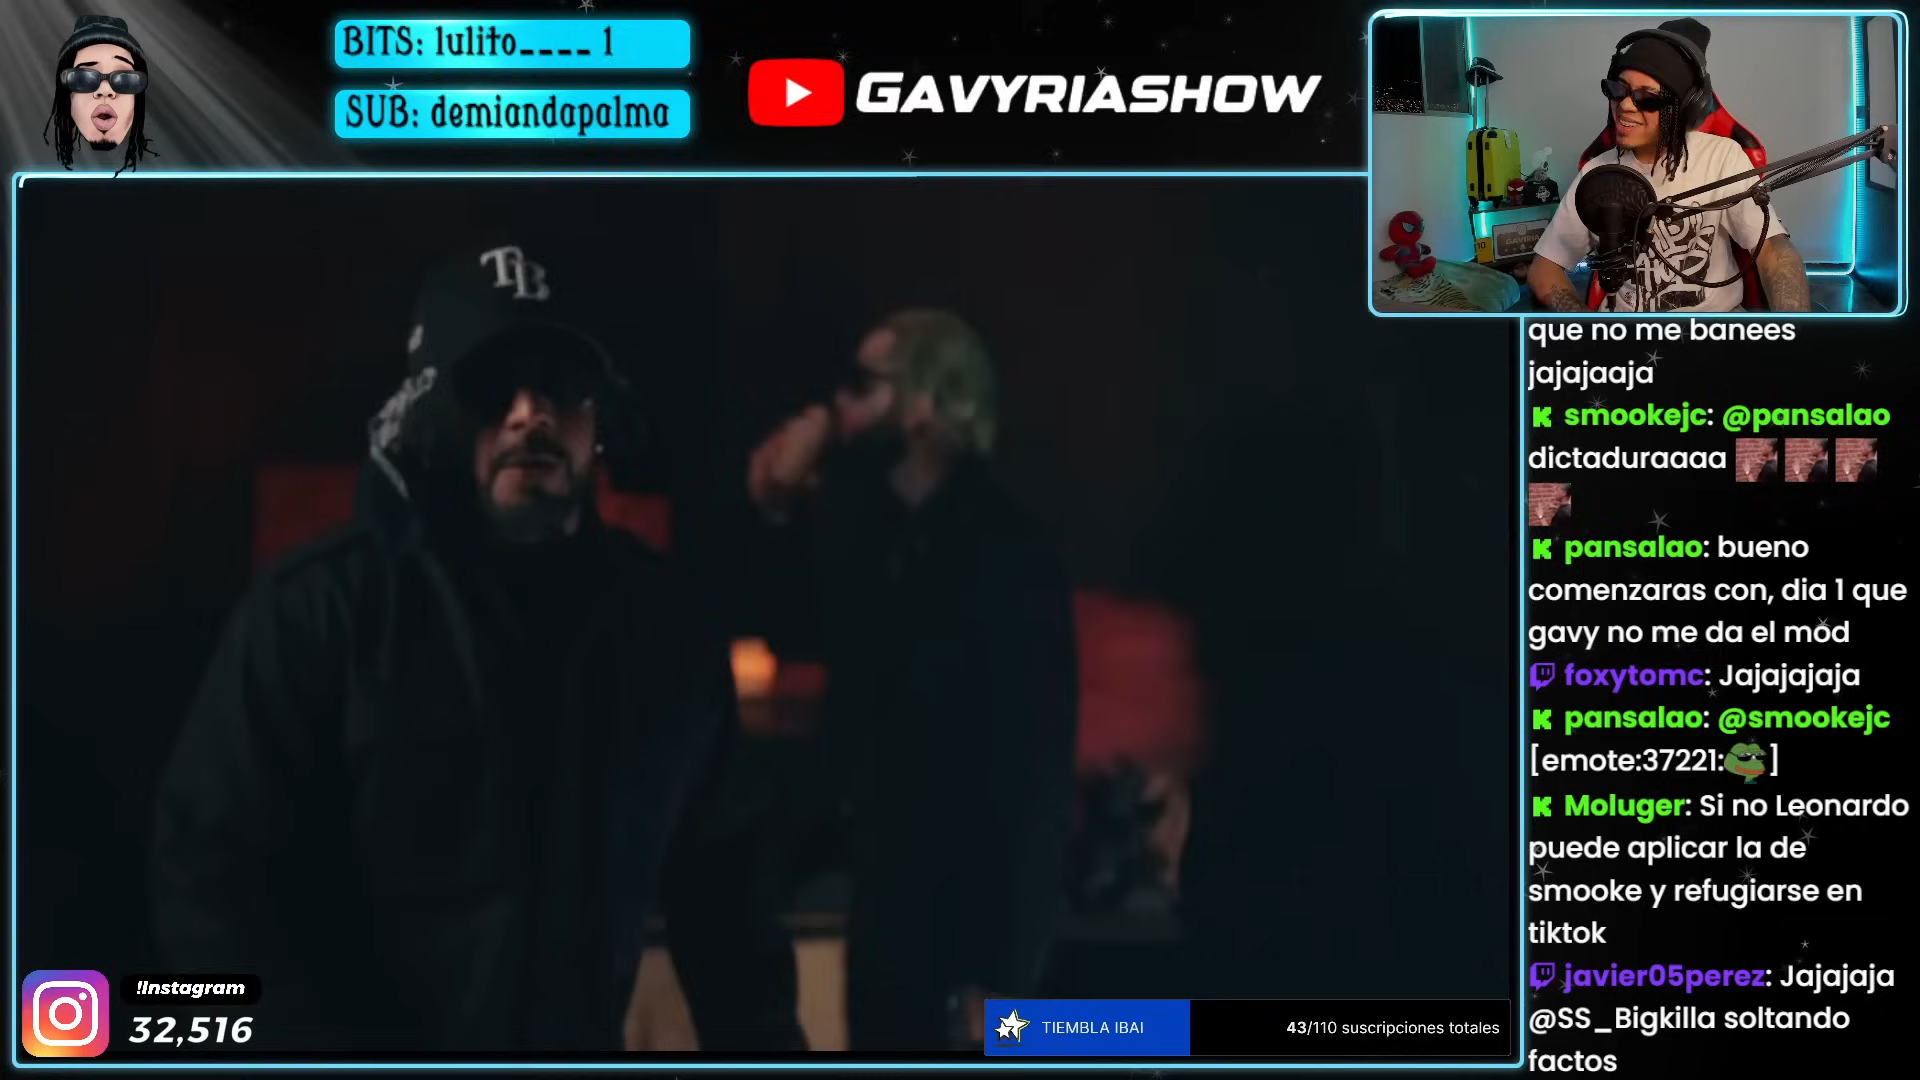 BITS: lulito____ 1
SUB: demiandapalma
GAVYRIASHOW
TB
GAVIRIA
que no me banees
jajajaaja
smookejc: @pansalao
dictaduraaaa
pansalao: bueno
comenzaras con, dia 1 que
gavy no me da el mod
foxytomc: Jajajajaja
pansalao: @smookejc
[emote:37221: ]
Moluger: Si no Leonardo
puede aplicar la de
smooke y refugiarse en
tiktok
javier05perez: Jajajaja
@SS_Bigkilla soltando
factos
!Instagram
32,516
TIEMBLA IBAI
43/110 suscripciones totales